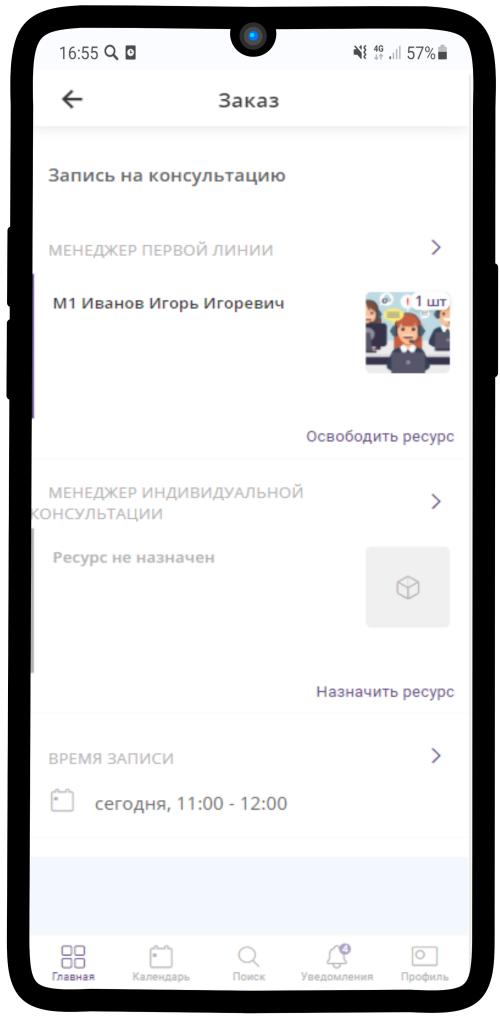 16:55
4G
57%
Заказ
Запись на консультацию
МЕНЕДЖЕР ПЕРВОЙ ЛИНИИ
М1 Иванов Игорь Игоревич
1 шт
Освободить ресурс
МЕНЕДЖЕР ИНДИВИДУАЛЬНОЙ
КОНСУЛЬТАЦИИ
Ресурс не назначен
Назначить ресурс
ВРЕМЯ ЗАПИСИ
сегодня, 11:00 - 12:00
4
Главная
Календарь
Поиск
Уведомления
Профиль